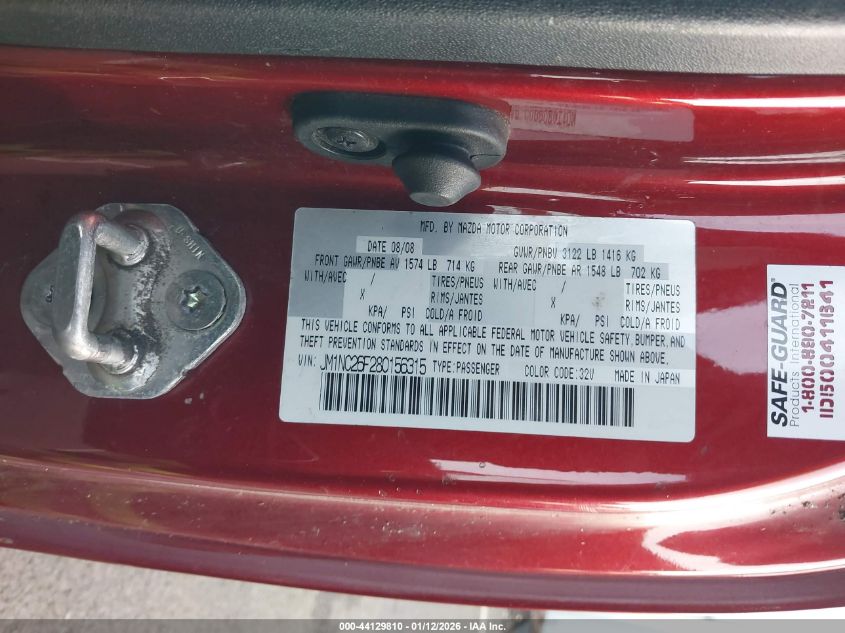 MFD. BY MAZDA MOTOR CORPORATION
DATE 08/08 GVWR/PNBV 3122 LB 1416 KG
FRONT GAWR/PNBE AV 1574 LB 714 KG REAR GAWR/PNBE AR 1548 LB 702 KG
WITH/AVEC / TIRES/PNEUS WITH/AVEC / TIRES/PNEUS
X RIMS/JANTES X RIMS/JANTES
KPA/ PSI COLD/A FROID KPA/ PSI COLD/A FROID
THIS VEHICLE CONFORMS TO ALL APPLICABLE FEDERAL MOTOR VEHICLE SAFETY, BUMPER, AND
THEFT PREVENTION STANDARDS IN EFFECT ON THE DATE OF MANUFACTURE SHOWN ABOVE.
VIN: JM1NC25F280156315 TYPE:PASSENGER COLOR CODE:32V MADE IN JAPAN
SAFE-GUARD®
Products International
1-800-890-7211
IID1500411641
U-SHIN
000-44129810 - 01/12/2026 - IAA Inc.